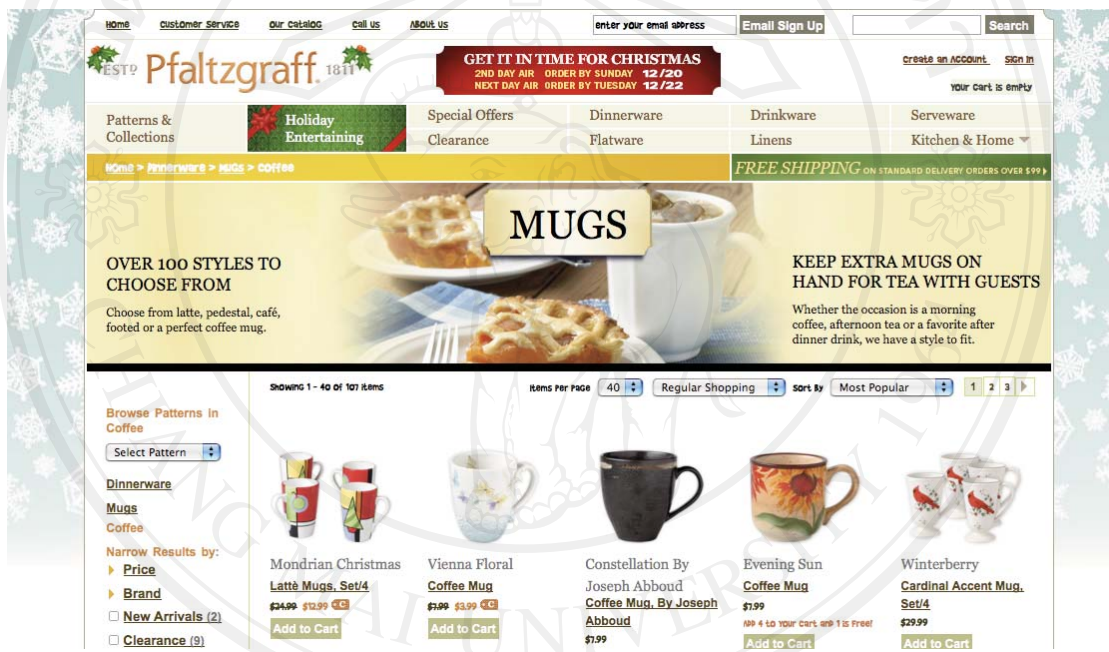 Home Customer Service Our Catalog Call Us About Us enter your email address Email Sign Up Search
ESTD Pfaltzgraff. 1811
GET IT IN TIME FOR CHRISTMAS
2ND DAY AIR ORDER BY SUNDAY 12/20
NEXT DAY AIR ORDER BY TUESDAY 12/22
Create an Account Sign In
Your cart is empty
Patterns & Collections
Holiday Entertaining
Special Offers Dinnerware Drinkware Serveware
Clearance Flatware Linens Kitchen & Home
Home > Dinnerware > Mugs > Coffee
FREE SHIPPING ON STANDARD DELIVERY ORDERS OVER $99
MUGS
OVER 100 STYLES TO
CHOOSE FROM
Choose from latte, pedestal, café,
footed or a perfect coffee mug.
KEEP EXTRA MUGS ON
HAND FOR TEA WITH GUESTS
Whether the occasion is a morning
coffee, afternoon tea or a favorite after
dinner drink, we have a style to fit.
Showing 1 - 40 of 107 items
Items Per Page 40 Regular Shopping Sort By Most Popular 1 2 3
Browse Patterns in
Coffee
Select Pattern
Dinnerware
Mugs
Coffee
Narrow Results by:
Price
Brand
New Arrivals (2)
Clearance (9)
Mondrian Christmas
Lattè Mugs, Set/4
$24.99 $12.99 C
Add to Cart
Vienna Floral
Coffee Mug
$7.99 $3.99 C
Add to Cart
Constellation By
Joseph Abboud
Coffee Mug, By Joseph
Abboud
$7.99
Evening Sun
Coffee Mug
$7.99
Add 4 to your cart and 1 is Free!
Add to Cart
Winterberry
Cardinal Accent Mug,
Set/4
$29.99
Add to Cart